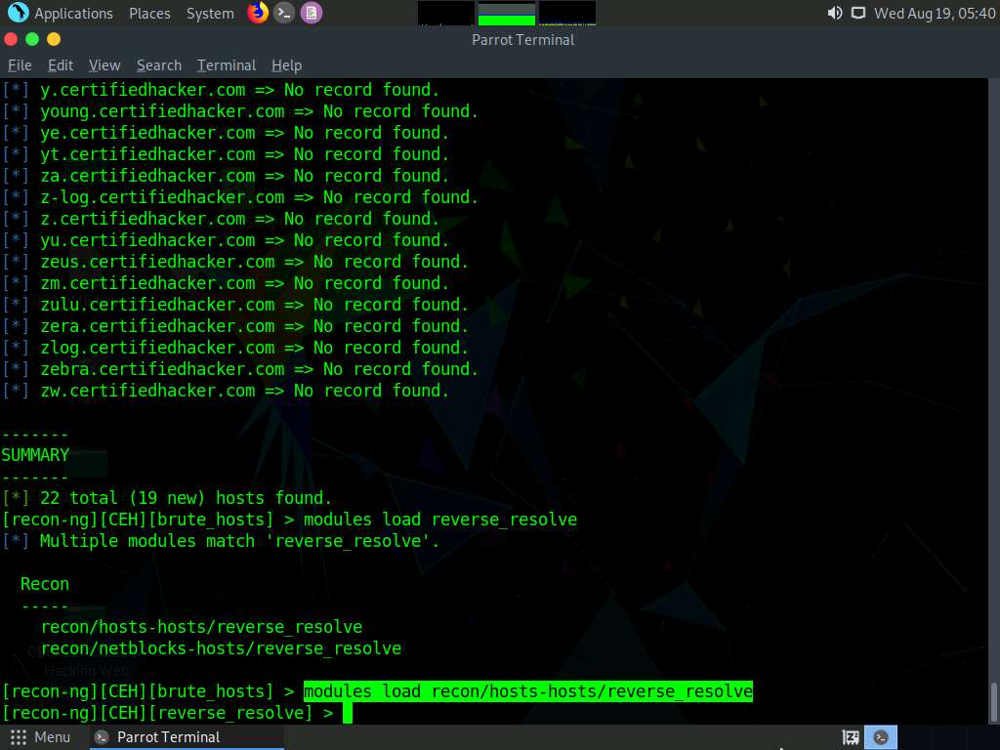 Applications Places System Wed Aug 19, 05:40
Parrot Terminal
File Edit View Search Terminal Help
[*] y.certifiedhacker.com => No record found.
[*] young.certifiedhacker.com => No record found.
[*] ye.certifiedhacker.com => No record found.
[*] yt.certifiedhacker.com => No record found.
[*] za.certifiedhacker.com => No record found.
[*] z-log.certifiedhacker.com => No record found.
[*] z.certifiedhacker.com => No record found.
[*] yu.certifiedhacker.com => No record found.
[*] zeus.certifiedhacker.com => No record found.
[*] zm.certifiedhacker.com => No record found.
[*] zulu.certifiedhacker.com => No record found.
[*] zera.certifiedhacker.com => No record found.
[*] zlog.certifiedhacker.com => No record found.
[*] zebra.certifiedhacker.com => No record found.
[*] zw.certifiedhacker.com => No record found.
-------
SUMMARY
-------
[*] 22 total (19 new) hosts found.
[recon-ng][CEH][brute_hosts] > modules load reverse_resolve
[*] Multiple modules match 'reverse_resolve'.
Recon
-----
recon/hosts-hosts/reverse_resolve
recon/netblocks-hosts/reverse_resolve
Hacking Web
[recon-ng][CEH][brute_hosts] > modules load recon/hosts-hosts/reverse_resolve
[recon-ng][CEH][reverse_resolve] >
Menu Parrot Terminal